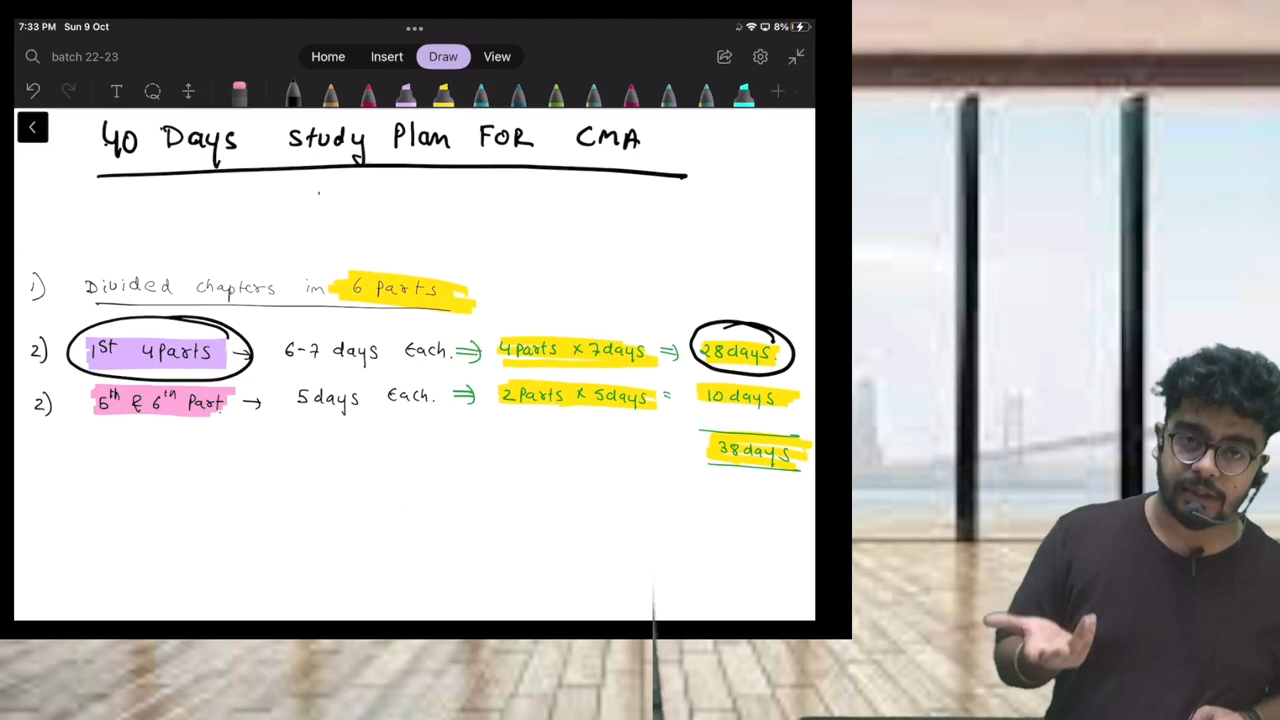 7:33 PM Sun 9 Oct
8%
batch 22-23
Home Insert Draw View
40 Days Study Plan FOR CMA
1) Divided chapters in 6 Parts
2) 1st 4 Parts → 6-7 days Each. ⇒ 4 Parts × 7 days ⇒ 28 days.
2) 5th & 6th Part → 5 days Each. ⇒ 2 Parts × 5 days = 10 days
38 days